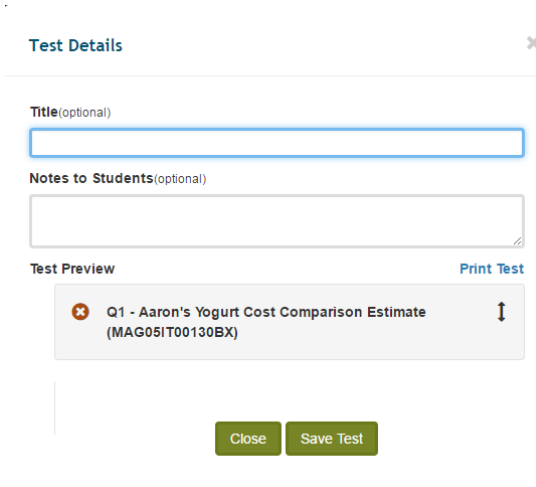 Test Details
Title(optional)
Notes to Students(optional)
Test Preview
Print Test
Q1 - Aaron's Yogurt Cost Comparison Estimate
(MAG05IT00130BX)
Close
Save Test